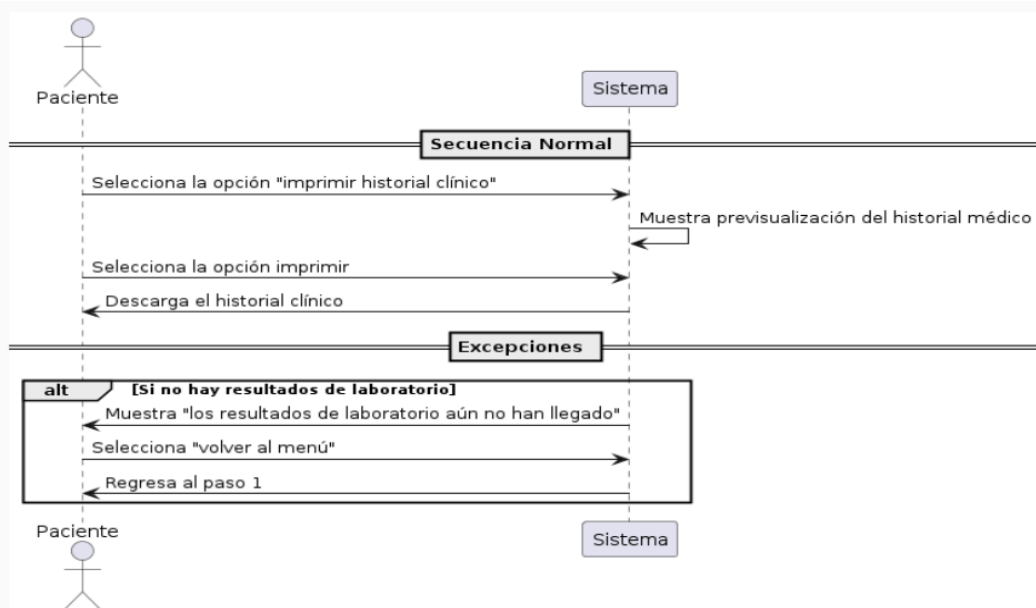 Paciente
Sistema
Secuencia Normal
Selecciona la opción "imprimir historial clínico"
Muestra previsualización del historial médico
Selecciona la opción imprimir
Descarga el historial clínico
Excepciones
alt [Si no hay resultados de laboratorio]
Muestra "los resultados de laboratorio aún no han llegado"
Selecciona "volver al menú"
Regresa al paso 1
Paciente
Sistema